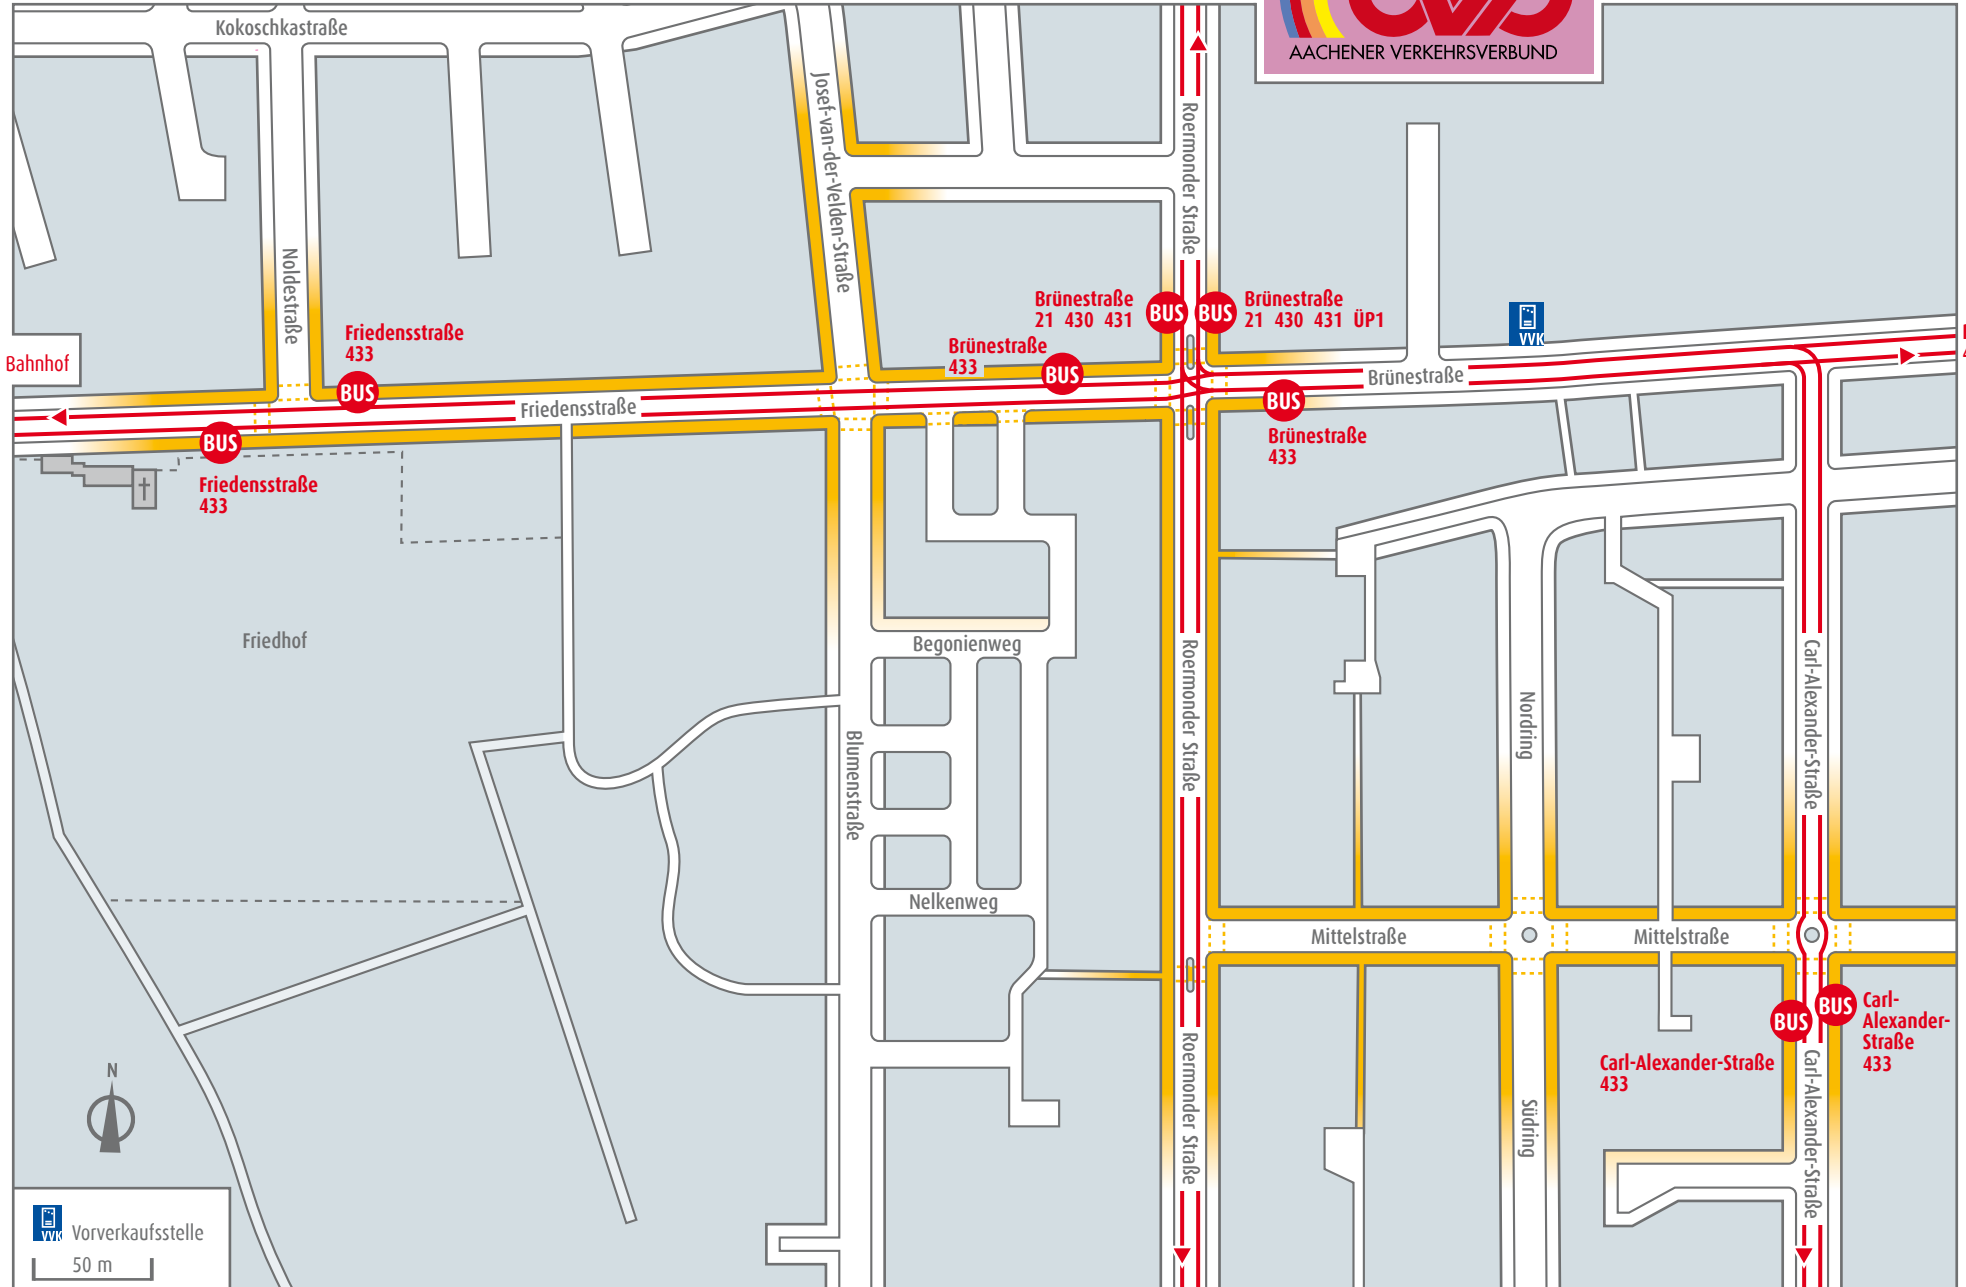 Kokoschkastraße
AACHENER VERKEHRSVERBUND
Josef-van-der-Velden-Straße
Roermonder Straße
Noldestraße
Bahnhof
Friedensstraße
433
BUS
Brünestraße
21 430 431
BUS
BUS
Brünestraße
21 430 431 ÜP1
VVK
Brünestraße
433
BUS
Brünestraße
Friedensstraße
BUS
Brünestraße
433
BUS
Friedensstraße
433
Friedhof
Begonienweg
Roermonder Straße
Nordring
Carl-Alexander-Straße
Blumenstraße
Nelkenweg
Mittelstraße
Mittelstraße
BUS
BUS
Carl-
Alexander-
Straße
433
Carl-Alexander-Straße
433
Roermonder Straße
Südring
Carl-Alexander-Straße
N
VVK
Vorverkaufsstelle
50 m